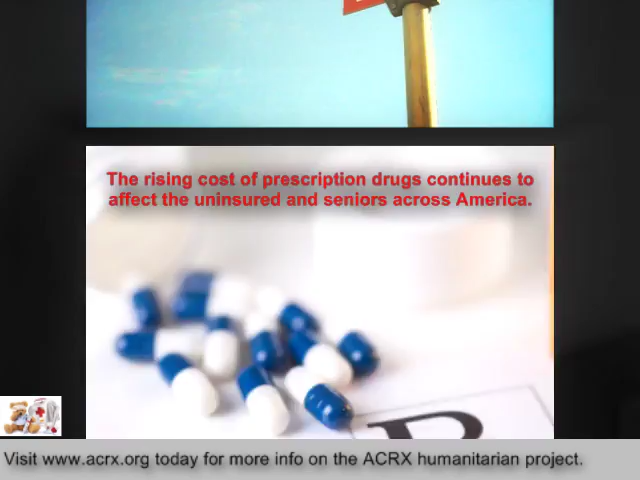 The rising cost of prescription drugs continues to
affect the uninsured and seniors across America.
Visit www.acrx.org today for more info on the ACRX humanitarian project.